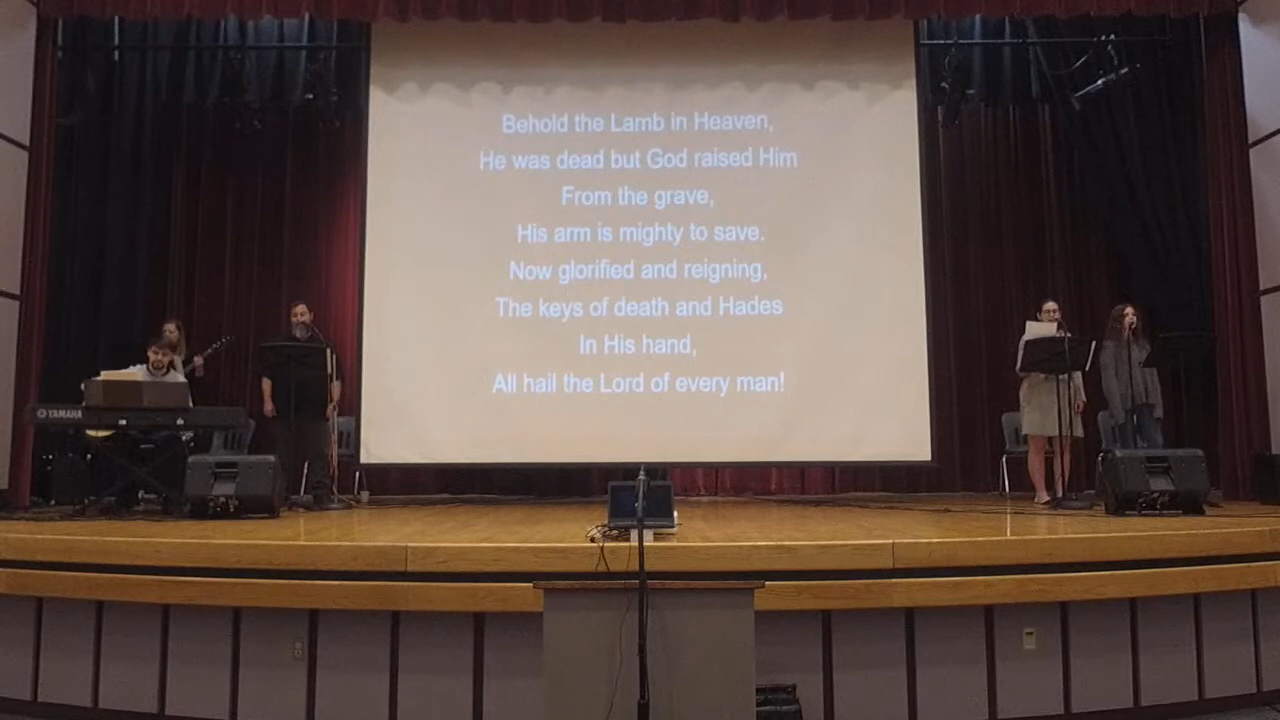 Behold the Lamb in Heaven,
He was dead but God raised Him
From the grave,
His arm is mighty to save.
Now glorified and reigning,
The keys of death and Hades
In His hand,
All hail the Lord of every man!
YAMAHA